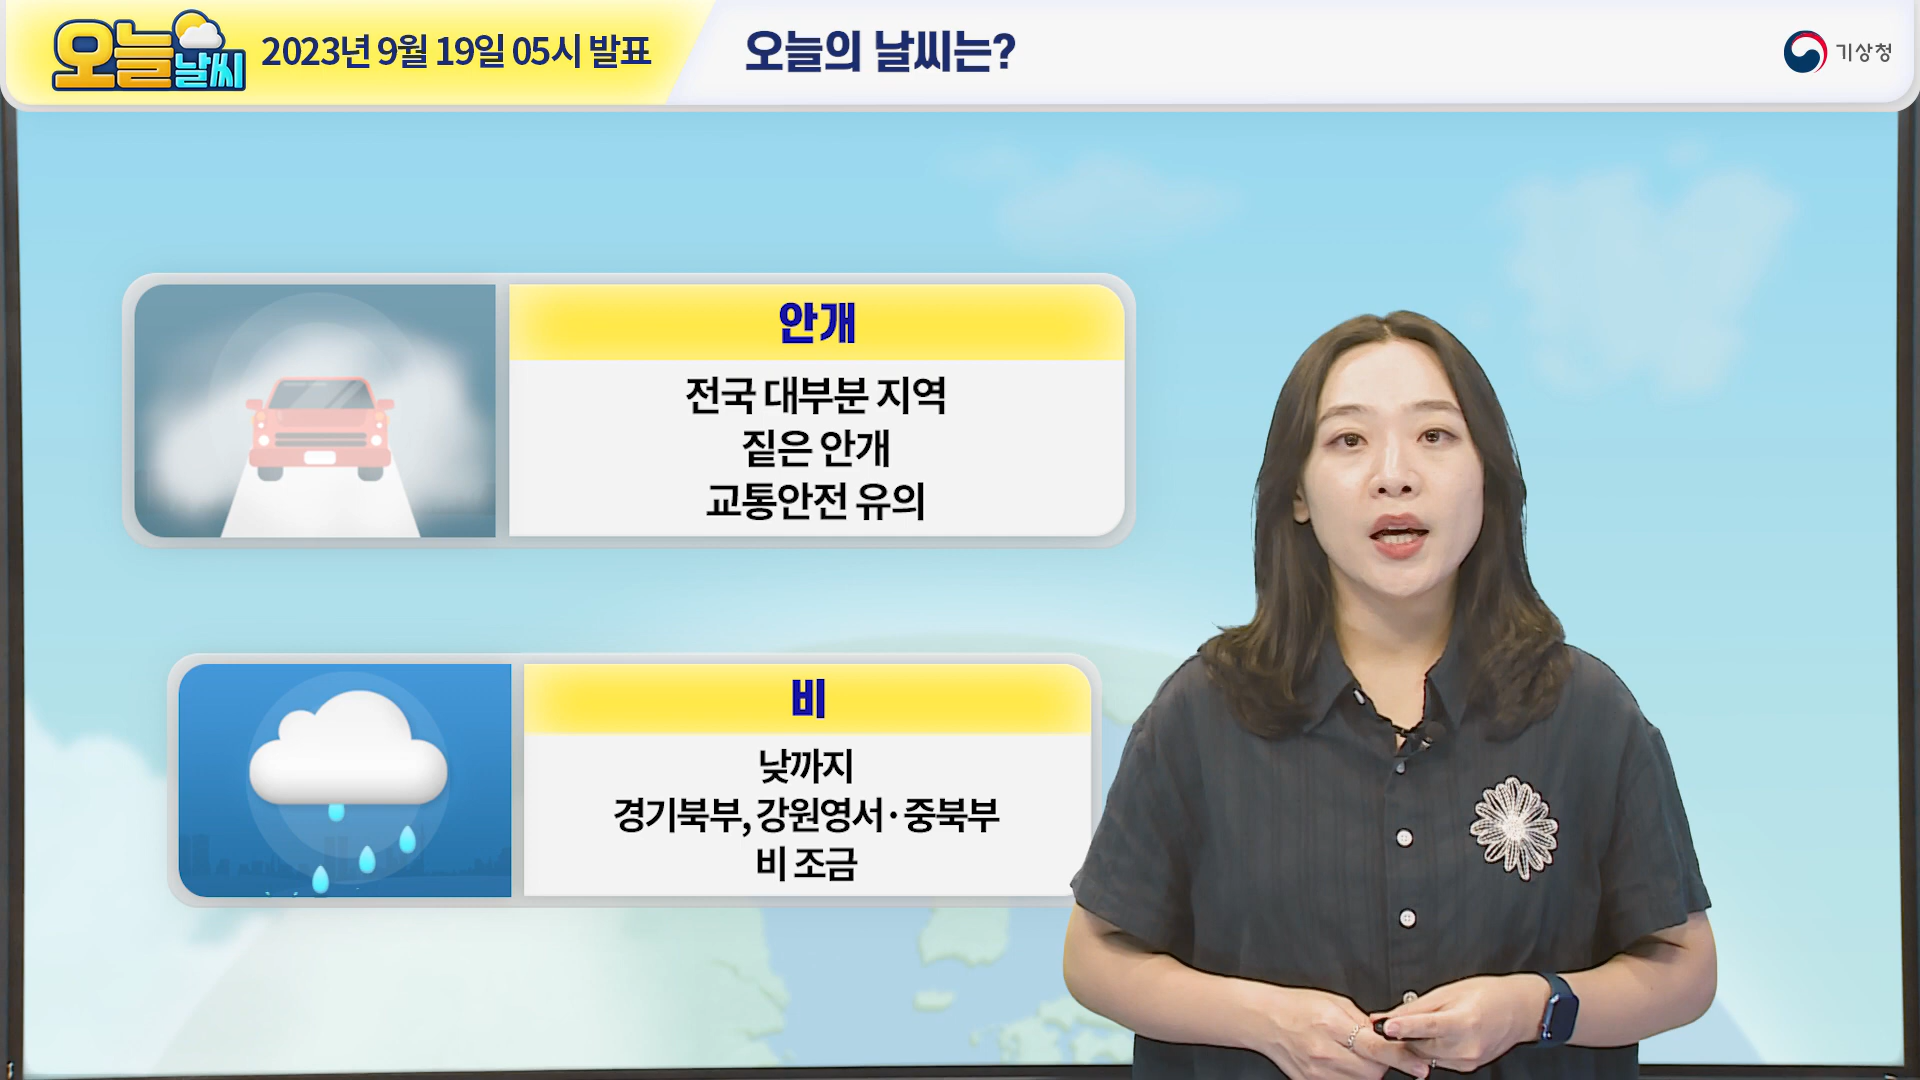 오늘날씨
2023년 9월 19일 05시 발표
오늘의 날씨는?
기상청
안개
전국 대부분 지역
짙은 안개
교통안전 유의
비
낮까지
경기북부, 강원영서·중북부
비 조금